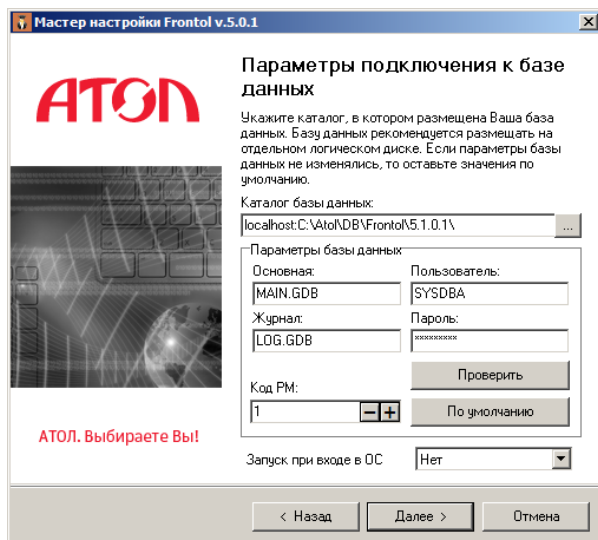 Мастер настройки Frontol v.5.0.1
АТОЛ
Параметры подключения к базе
данных
Укажите каталог, в котором размещена Ваша база
данных. Базу данных рекомендуется размещать на
отдельном логическом диске. Если параметры базы
данных не изменялись, то оставьте значения по
умолчанию.
Каталог базы данных:
localhost:C:\Atol\DB\Frontol\5.1.0.1\
...
Параметры базы данных
Основная:
Пользователь:
MAIN.GDB
SYSDBA
Журнал:
Пароль:
LOG.GDB
*********
Проверить
Код РМ:
1
По умолчанию
АТОЛ. Выбираете Вы!
Запуск при входе в ОС
Нет
< Назад
Далее >
Отмена